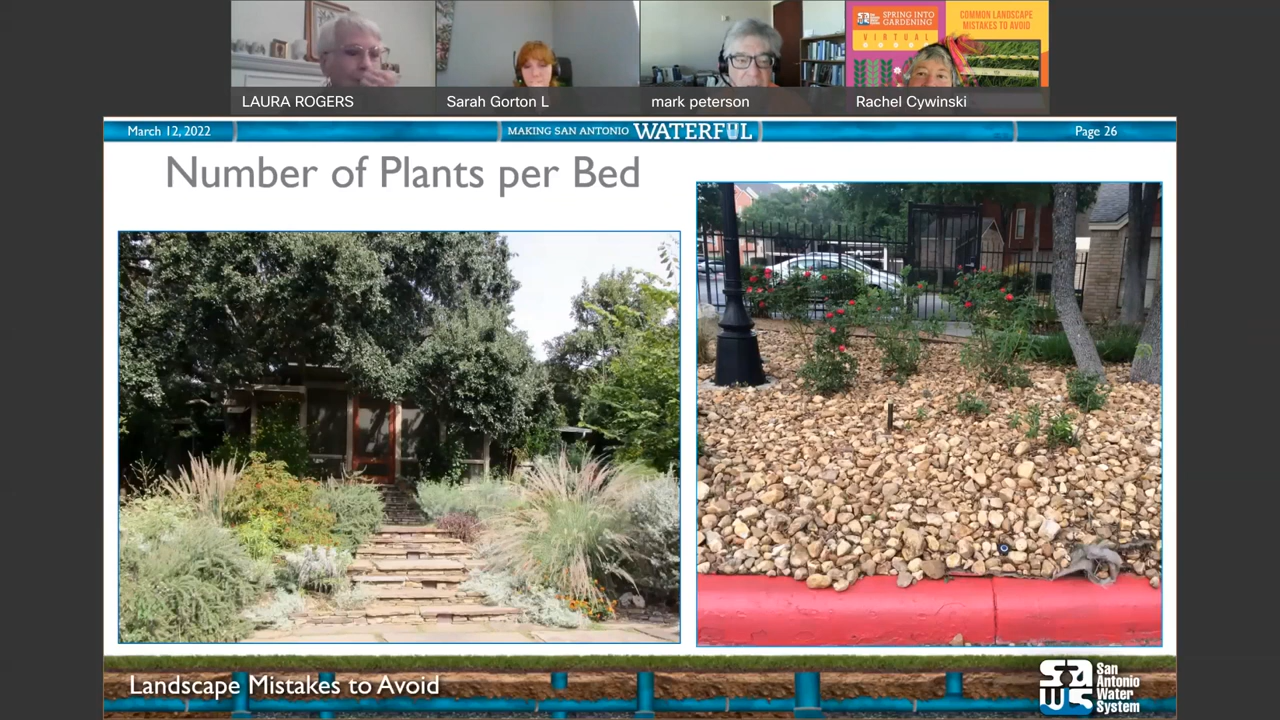 SPRING INTO
GARDENING
VIRTUAL
COMMON LANDSCAPE
MISTAKES TO AVOID
LAURA ROGERS
Sarah Gorton L
mark peterson
Rachel Cywinski
March 12, 2022
MAKING SAN ANTONIO WATERFUL
Page 26
Number of Plants per Bed
Landscape Mistakes to Avoid
saws
San
Antonio
Water
System